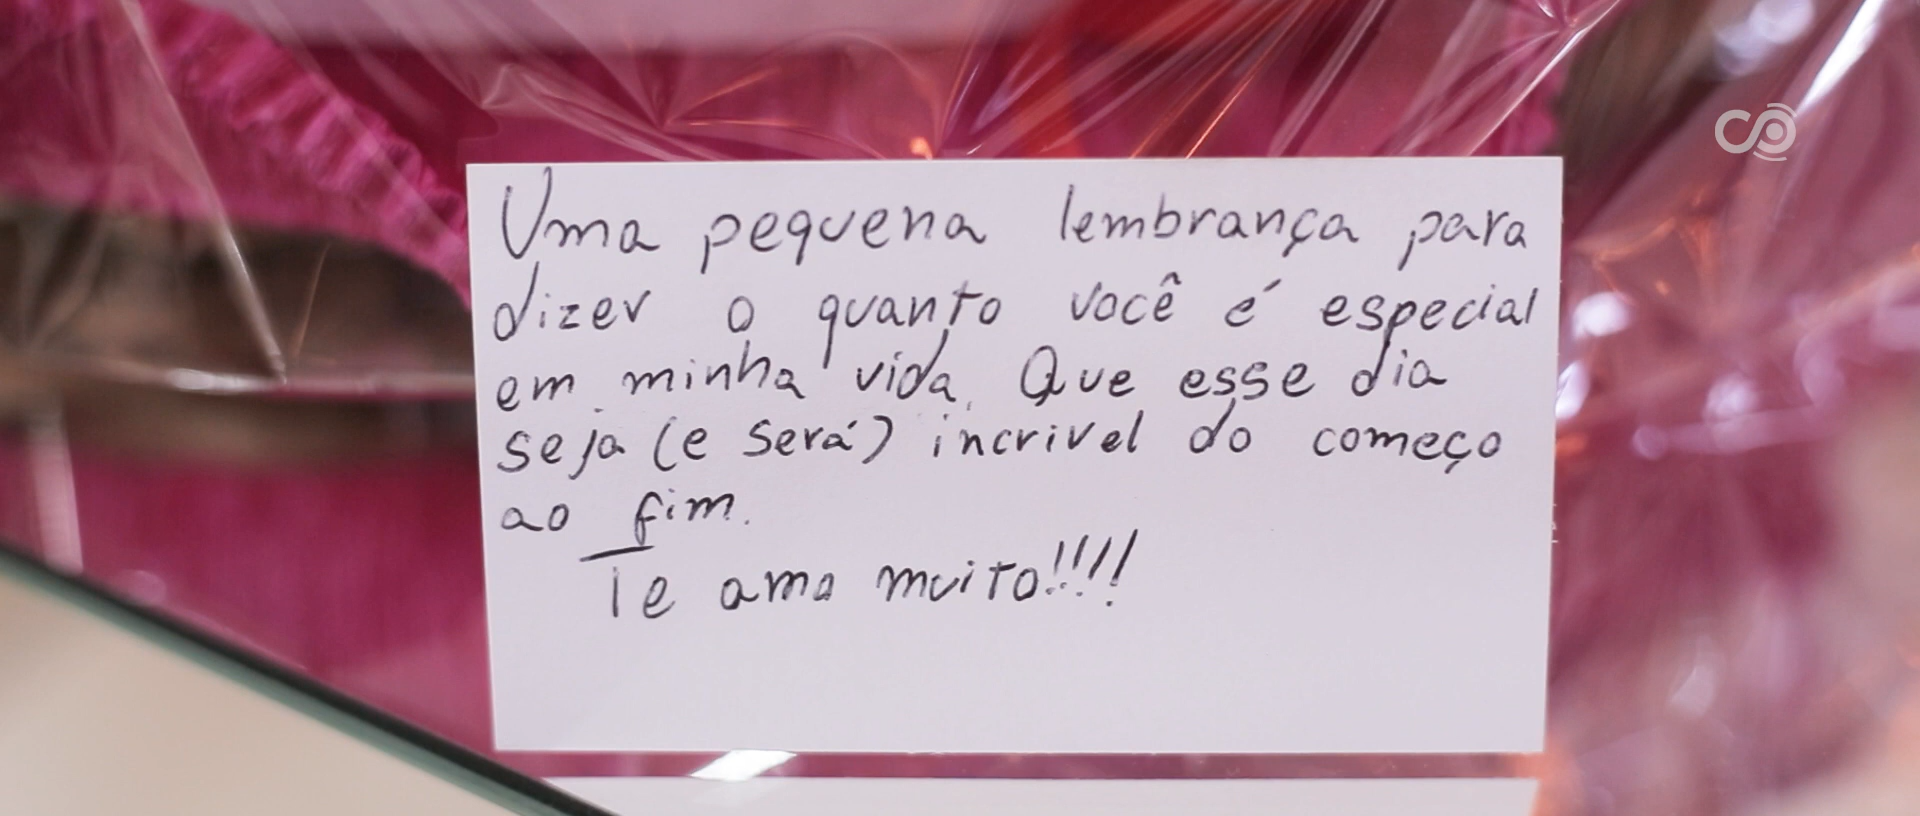 Uma pequena lembrança para
dizer o quanto você é especial
em minha vida. Que esse dia
seja (e será) incrivel do começo
ao fim.
Te amo muito!!!!